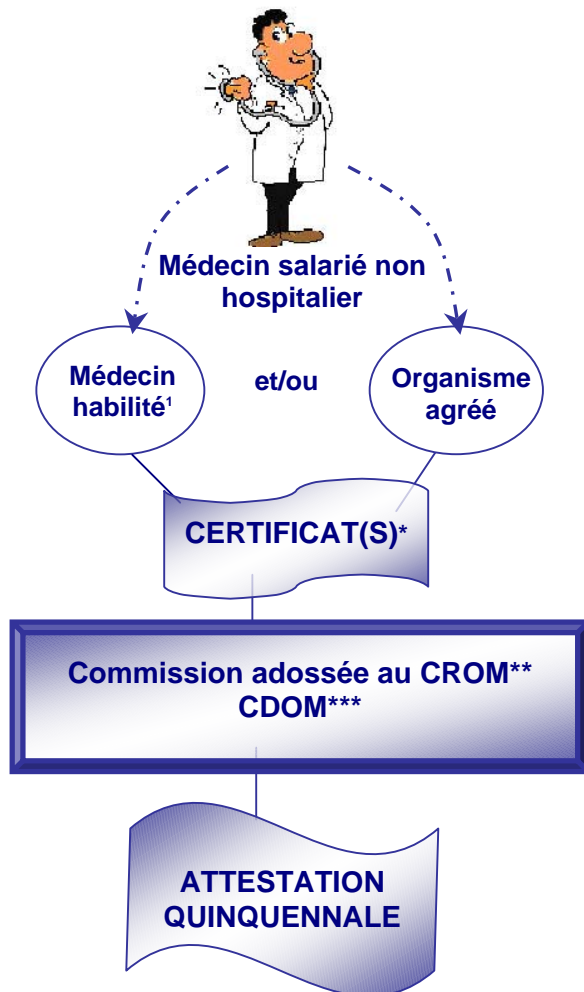 Médecin salarié non
hospitalier
Médecin
habilité¹
et/ou
Organisme
agréé
CERTIFICAT(S)*
Commission adossée au CROM**
CDOM***
ATTESTATION
QUINQUENNALE